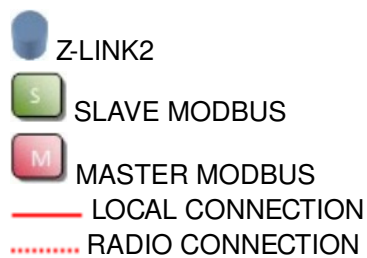 Z-LINK2
S
SLAVE MODBUS
M
MASTER MODBUS
LOCAL CONNECTION
RADIO CONNECTION